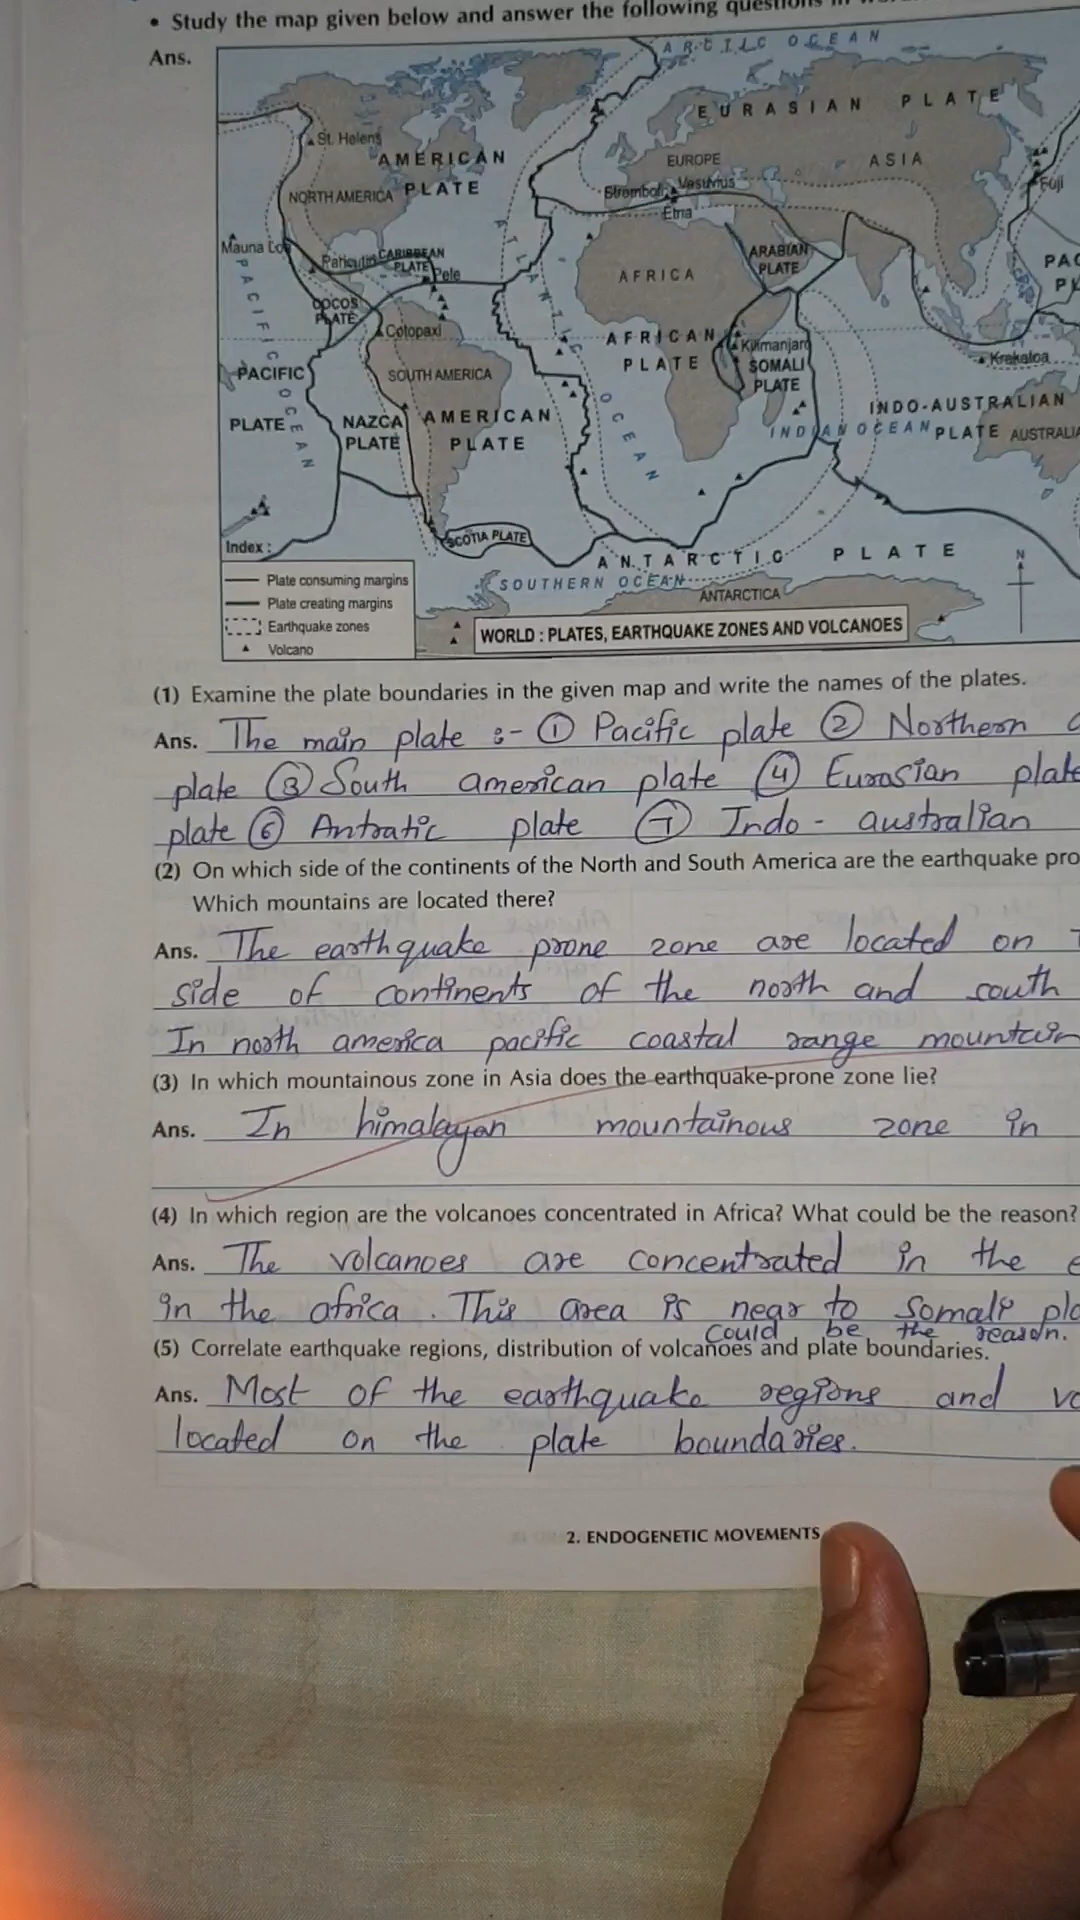 • Study the map given below and answer the following questions in
Ans.
ARCTIC OCEAN
EURASIAN PLATE
St. Helens
AMERICAN
PLATE
EUROPE
ASIA
NORTH AMERICA
Stromboli
Vesuvius
Etna
Fuji
Mauna Loa
Paricutin
CARIBBEAN
PLATE
Pele
ARABIAN
PLATE
AFRICA
ATLANTIC OCEAN
PACIFIC OCEAN
COCOS
PLATE
Cotopaxi
AFRICAN
PLATE
Kilimanjaro
SOMALI
PLATE
Krakatoa
PACIFIC
PLATE
SOUTH AMERICA
NAZCA
PLATE
AMERICAN
PLATE
INDO-AUSTRALIAN
PLATE
INDIAN OCEAN
SCOTIA PLATE
ANTARCTIC PLATE
SOUTHERN OCEAN
ANTARCTICA
N
Index :
Plate consuming margins
Plate creating margins
Earthquake zones
Volcano
WORLD : PLATES, EARTHQUAKE ZONES AND VOLCANOES
(1) Examine the plate boundaries in the given map and write the names of the plates.
Ans. The main plate :- ① Pacific plate ② Northern
plate ③ South american plate ④ Eurasian plate
plate ⑥ Antratic plate ⑦ Indo - australian
(2) On which side of the continents of the North and South America are the earthquake
Which mountains are located there?
Ans. The earthquake prone zone are located on
side of continents of the north and south
In north america pacific coastal range mountain
(3) In which mountainous zone in Asia does the earthquake-prone zone lie?
Ans. In himalayan mountainous zone in
(4) In which region are the volcanoes concentrated in Africa? What could be the reason?
Ans. The volcanoes are concentrated in the
in the africa. This area is near to Somali
could be the reason.
(5) Correlate earthquake regions, distribution of volcanoes and plate boundaries.
Ans. Most of the earthquake regions and
located on the plate boundaries.
2. ENDOGENETIC MOVEMENTS